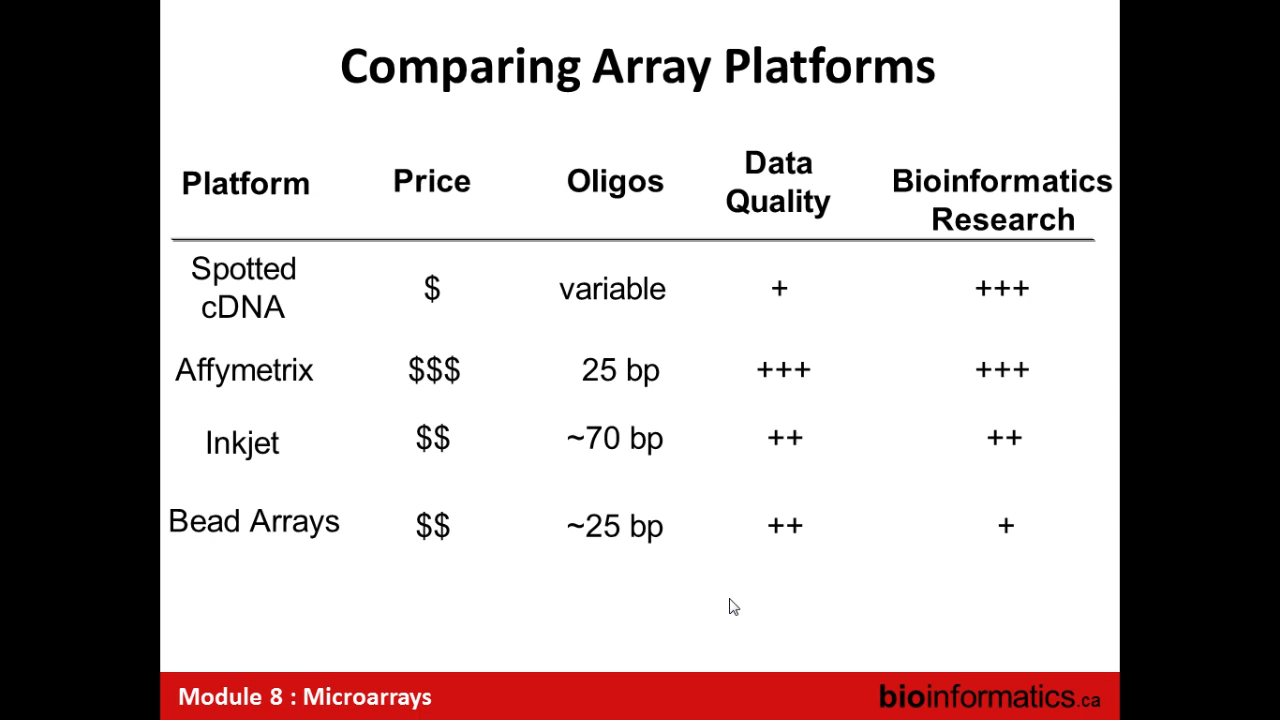 Comparing Array Platforms
Platform Price Oligos Data Quality Bioinformatics Research
Spotted cDNA $ variable + +++
Affymetrix $$$ 25 bp +++ +++
Inkjet $$ ~70 bp ++ ++
Bead Arrays $$ ~25 bp ++ +
Module 8 : Microarrays bioinformatics.ca